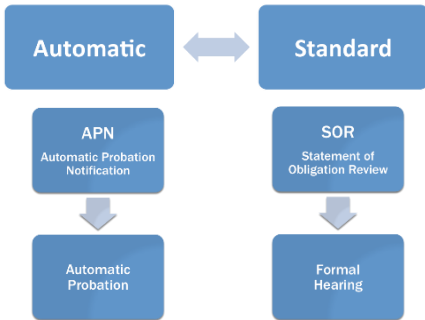 Automatic
Standard
APN
Automatic Probation
Notification
SOR
Statement of
Obligation Review
Automatic
Probation
Formal
Hearing